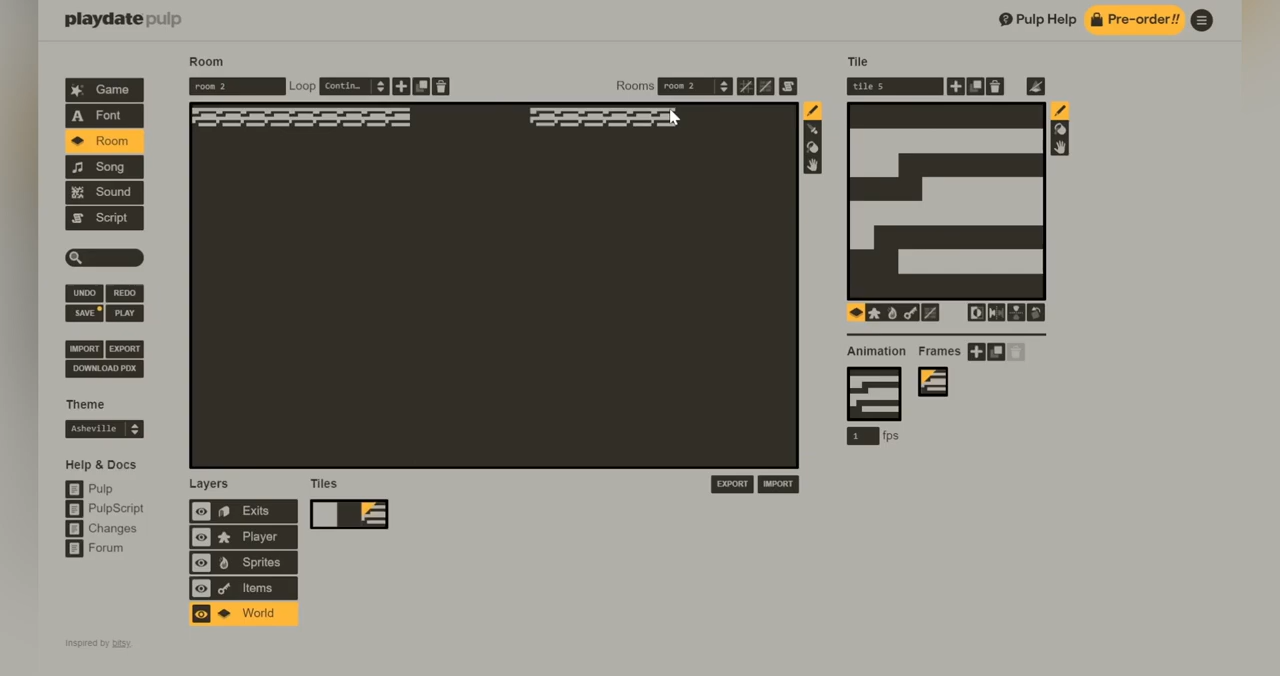 playdate pulp
Pulp Help
Pre-order!!
Room
room 2
Loop
Contin…
Rooms
room 2
Tile
tile 5
Game
Font
Room
Song
Sound
Script
UNDO
REDO
SAVE
PLAY
IMPORT
EXPORT
DOWNLOAD PDX
Theme
Asheville
Help & Docs
Pulp
PulpScript
Changes
Forum
Inspired by bitsy.
Layers
Exits
Player
Sprites
Items
World
Tiles
EXPORT
IMPORT
Animation
Frames
1
fps